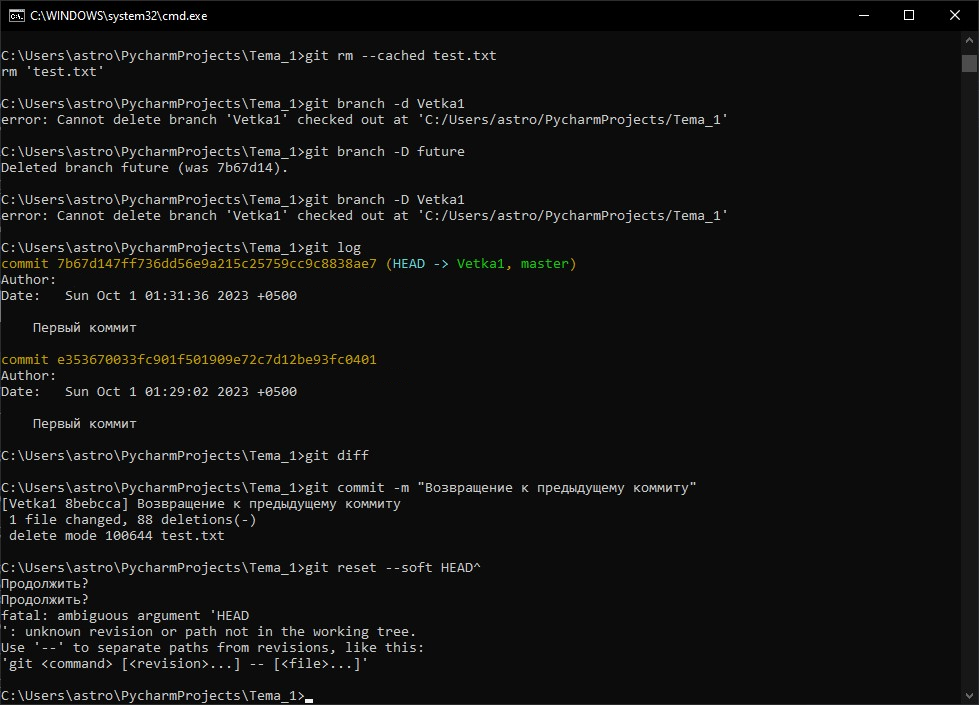 C:\WINDOWS\system32\cmd.exe
C:\Users\astro\PycharmProjects\Tema_1>git rm --cached test.txt
rm 'test.txt'
C:\Users\astro\PycharmProjects\Tema_1>git branch -d Vetka1
error: Cannot delete branch 'Vetka1' checked out at 'C:/Users/astro/PycharmProjects/Tema_1'
C:\Users\astro\PycharmProjects\Tema_1>git branch -D future
Deleted branch future (was 7b67d14).
C:\Users\astro\PycharmProjects\Tema_1>git branch -D Vetka1
error: Cannot delete branch 'Vetka1' checked out at 'C:/Users/astro/PycharmProjects/Tema_1'
C:\Users\astro\PycharmProjects\Tema_1>git log
commit 7b67d147ff736dd56e9a215c25759cc9c8838ae7 (HEAD -> Vetka1, master)
Author:
Date:   Sun Oct 1 01:31:36 2023 +0500
    Первый коммит
commit e353670033fc901f501909e72c7d12be93fc0401
Author:
Date:   Sun Oct 1 01:29:02 2023 +0500
    Первый коммит
C:\Users\astro\PycharmProjects\Tema_1>git diff
C:\Users\astro\PycharmProjects\Tema_1>git commit -m "Возвращение к предыдущему коммиту"
[Vetka1 8bebcca] Возвращение к предыдущему коммиту
 1 file changed, 88 deletions(-)
 delete mode 100644 test.txt
C:\Users\astro\PycharmProjects\Tema_1>git reset --soft HEAD^
Продолжить?
Продолжить?
fatal: ambiguous argument 'HEAD
': unknown revision or path not in the working tree.
Use '--' to separate paths from revisions, like this:
'git <command> [<revision>...] -- [<file>...]'
C:\Users\astro\PycharmProjects\Tema_1>